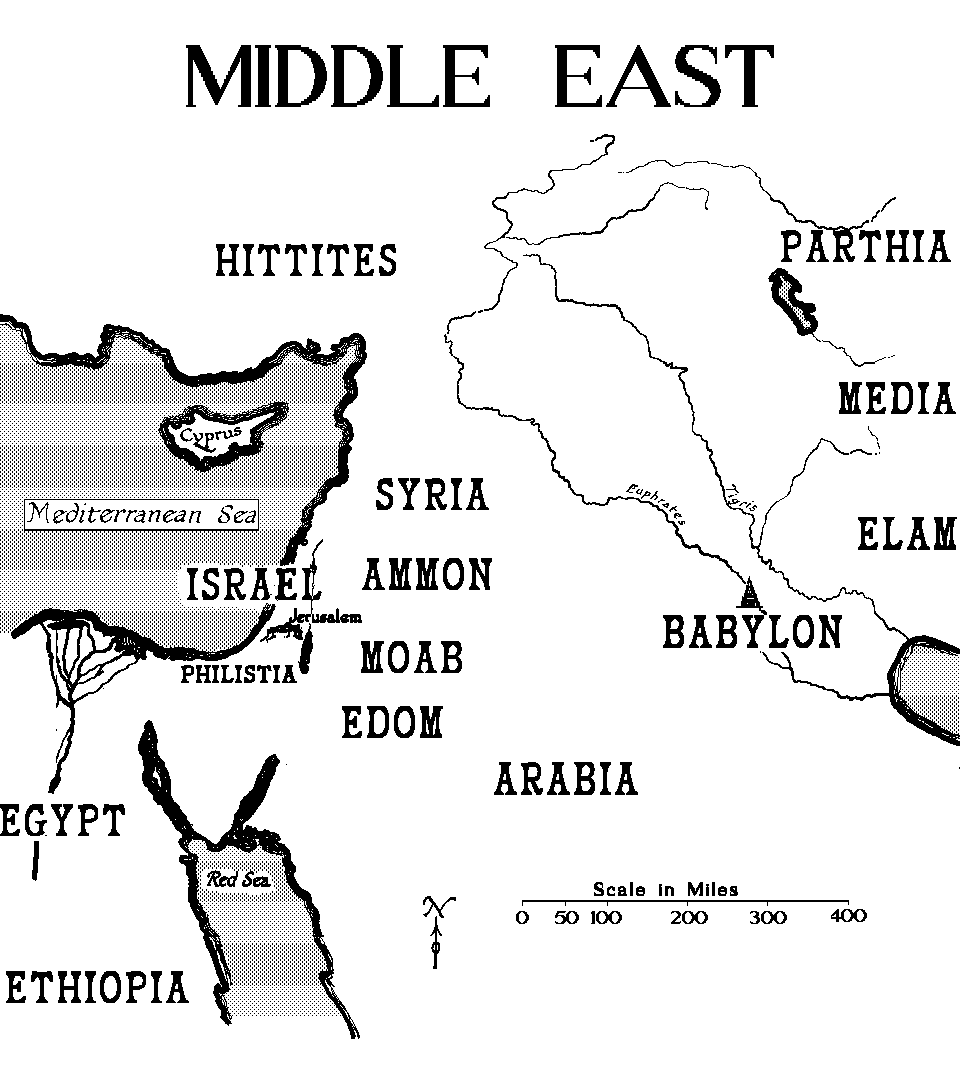 MIDDLE EAST
PARTHIA
HITTITES
MEDIA
Cyprus
SYRIA
Euphrates
Tigris
Mediterranean Sea
ELAM
ISRAEL
AMMON
Jerusalem
BABYLON
MOAB
PHILISTIA
EDOM
ARABIA
EGYPT
Red Sea
Scale in Miles
0 50 100 200 300 400
N
ETHIOPIA